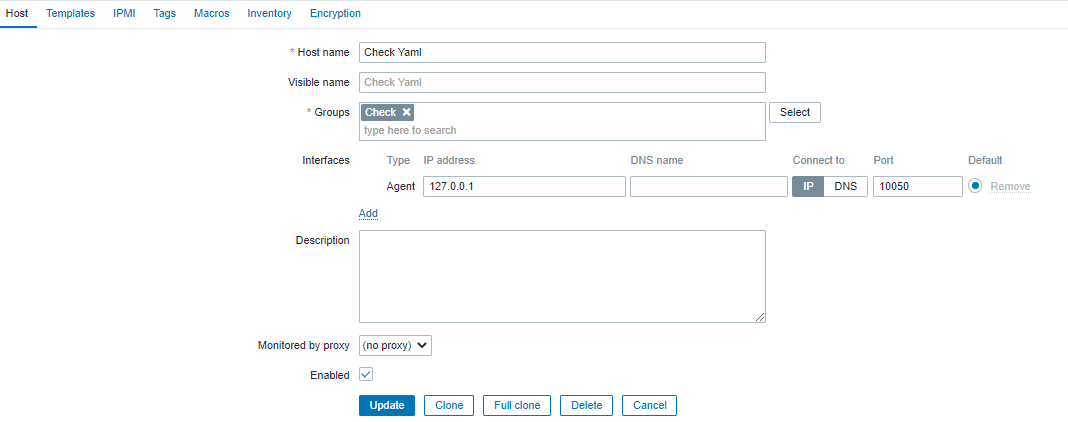 Host Templates IPMI Tags Macros Inventory Encryption
* Host name Check Yaml
Visible name Check Yaml
* Groups Check ✖ Select
type here to search
Interfaces Type IP address DNS name Connect to Port Default
Agent 127.0.0.1 IP DNS 10050 Remove
Add
Description
Monitored by proxy (no proxy)
Enabled
Update Clone Full clone Delete Cancel